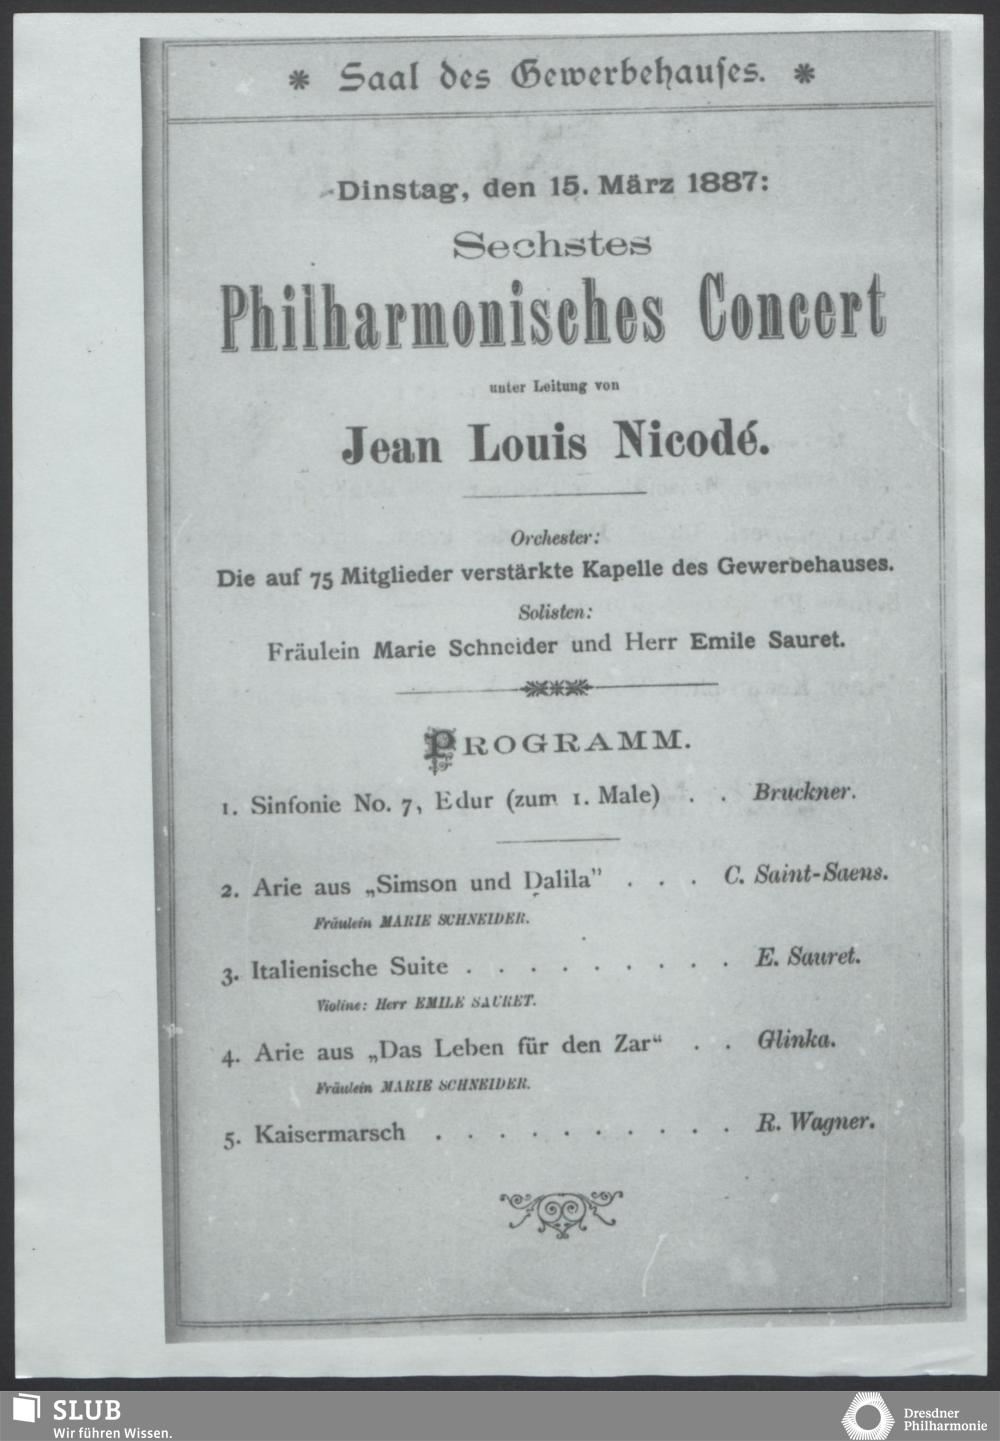 * Saal des Gewerbehauses. *
Dinstag, den 15. März 1887:
Sechstes
Philharmonisches Concert
unter Leitung von
Jean Louis Nicodé.
Orchester:
Die auf 75 Mitglieder verstärkte Kapelle des Gewerbehauses.
Solisten:
Fräulein Marie Schneider und Herr Emile Sauret.
PROGRAMM.
1. Sinfonie No. 7, Edur (zum 1. Male) . . Bruckner.
2. Arie aus „Simson und Dalila" . . . C. Saint-Saens.
Fräulein MARIE SCHNEIDER.
3. Italienische Suite . . . . . . . . . E. Sauret.
Violine: Herr EMILE SAURET.
4. Arie aus „Das Leben für den Zar“ . . Glinka.
Fräulein MARIE SCHNEIDER.
5. Kaisermarsch . . . . . . . . . . R. Wagner.
SLUB
Wir führen Wissen.
Dresdner
Philharmonie